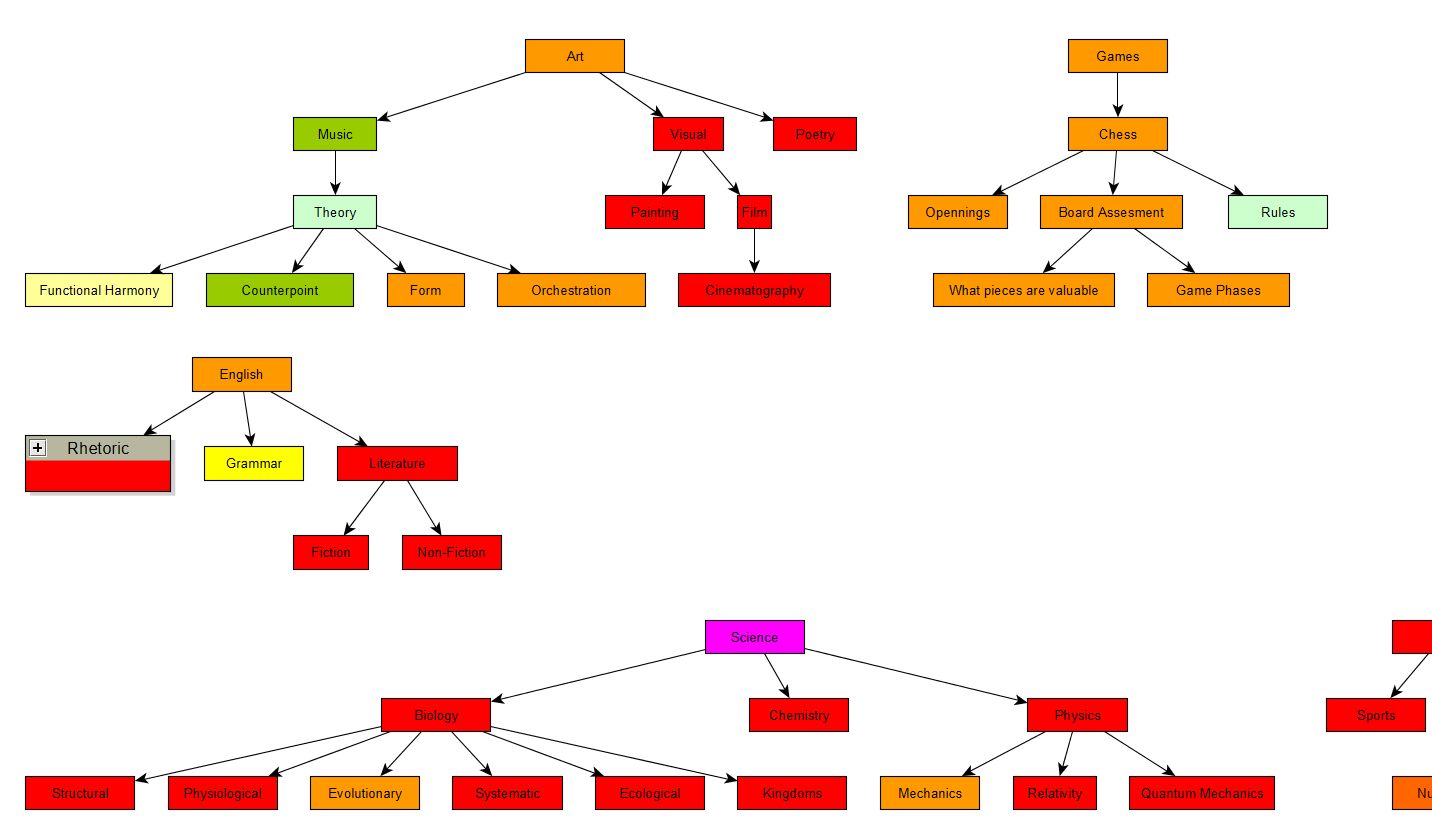 Art
Games
Music
Visual
Poetry
Chess
Theory
Painting
Film
Opennings
Board Assesment
Rules
Functional Harmony
Counterpoint
Form
Orchestration
Cinematography
What pieces are valuable
Game Phases
English
Rhetoric
Grammar
Literature
Fiction
Non-Fiction
Science
Biology
Chemistry
Physics
Sports
Structural
Physiological
Evolutionary
Systematic
Ecological
Kingdoms
Mechanics
Relativity
Quantum Mechanics